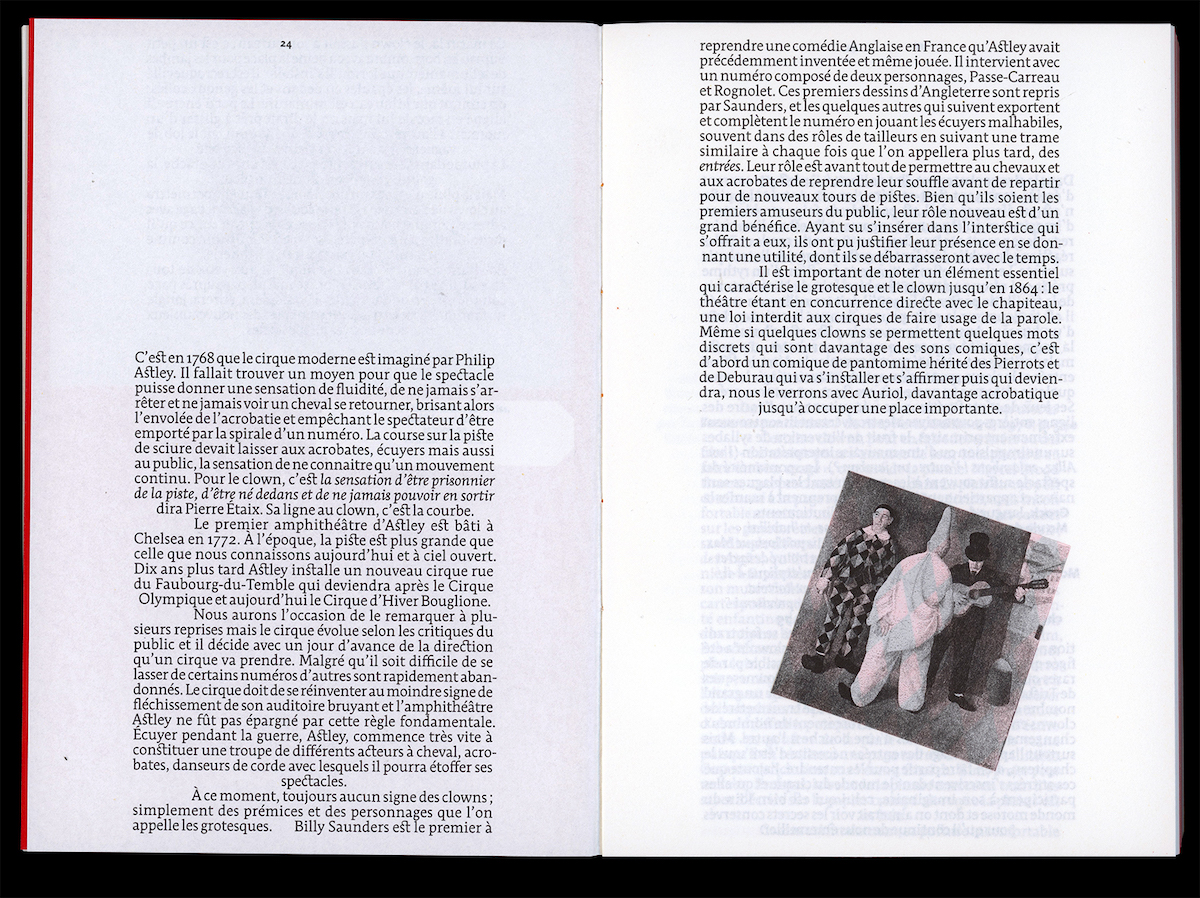 24
C'est en 1768 que le cirque moderne est imaginé par Philip
Astley. Il fallait trouver un moyen pour que le spectacle
puisse donner une sensation de fluidité, de ne jamais s'ar-
rêter et ne jamais voir un cheval se retourner, brisant alors
l'envolée de l'acrobatie et empêchant le spectateur d'être
emporté par la spirale d'un numéro. La course sur la piste
de sciure devait laisser aux acrobates, écuyers mais aussi
au public, la sensation de ne connaitre qu'un mouvement
continu. Pour le clown, c'est la sensation d'être prisonnier
de la piste, d'être né dedans et de ne jamais pouvoir en sortir
dira Pierre Étaix. Sa ligne au clown, c'est la courbe.
Le premier amphithéâtre d'Astley est bâti à
Chelsea en 1772. À l'époque, la piste est plus grande que
celle que nous connaissons aujourd'hui et à ciel ouvert.
Dix ans plus tard Astley installe un nouveau cirque rue
du Faubourg-du-Temble qui deviendra après le Cirque
Olympique et aujourd'hui le Cirque d'Hiver Bouglione.
Nous aurons l'occasion de le remarquer à plu-
sieurs reprises mais le cirque évolue selon les critiques du
public et il décide avec un jour d'avance de la direction
qu'un cirque va prendre. Malgré qu'il soit difficile de se
lasser de certains numéros d'autres sont rapidement aban-
donnés. Le cirque doit de se réinventer au moindre signe de
fléchissement de son auditoire bruyant et l'amphithéâtre
Astley ne fût pas épargné par cette règle fondamentale.
Écuyer pendant la guerre, Astley, commence très vite à
constituer une troupe de différents acteurs à cheval, acro-
bates, danseurs de corde avec lesquels il pourra étoffer ses
spectacles.
À ce moment, toujours aucun signe des clowns ;
simplement des prémices et des personnages que l'on
appelle les grotesques. Billy Saunders est le premier à
reprendre une comédie Anglaise en France qu'Astley avait
précédemment inventée et même jouée. Il intervient avec
un numéro composé de deux personnages, Passe-Carreau
et Rognolet. Ces premiers dessins d'Angleterre sont repris
par Saunders, et les quelques autres qui suivent exportent
et complètent le numéro en jouant les écuyers malhabiles,
souvent dans des rôles de tailleurs en suivant une trame
similaire à chaque fois que l'on appellera plus tard, des
entrées. Leur rôle est avant tout de permettre au chevaux et
aux acrobates de reprendre leur souffle avant de repartir
pour de nouveaux tours de pistes. Bien qu'ils soient les
premiers amuseurs du public, leur rôle nouveau est d'un
grand bénéfice. Ayant su s'insérer dans l'interstice qui
s'offrait a eux, ils ont pu justifier leur présence en se don-
nant une utilité, dont ils se débarrasseront avec le temps.
Il est important de noter un élément essentiel
qui caractérise le grotesque et le clown jusqu'en 1864 : le
théâtre étant en concurrence directe avec le chapiteau,
une loi interdit aux cirques de faire usage de la parole.
Même si quelques clowns se permettent quelques mots
discrets qui sont davantage des sons comiques, c'est
d'abord un comique de pantomime hérité des Pierrots et
de Deburau qui va s'installer et s'affirmer puis qui devien-
dra, nous le verrons avec Auriol, davantage acrobatique
jusqu'à occuper une place importante.